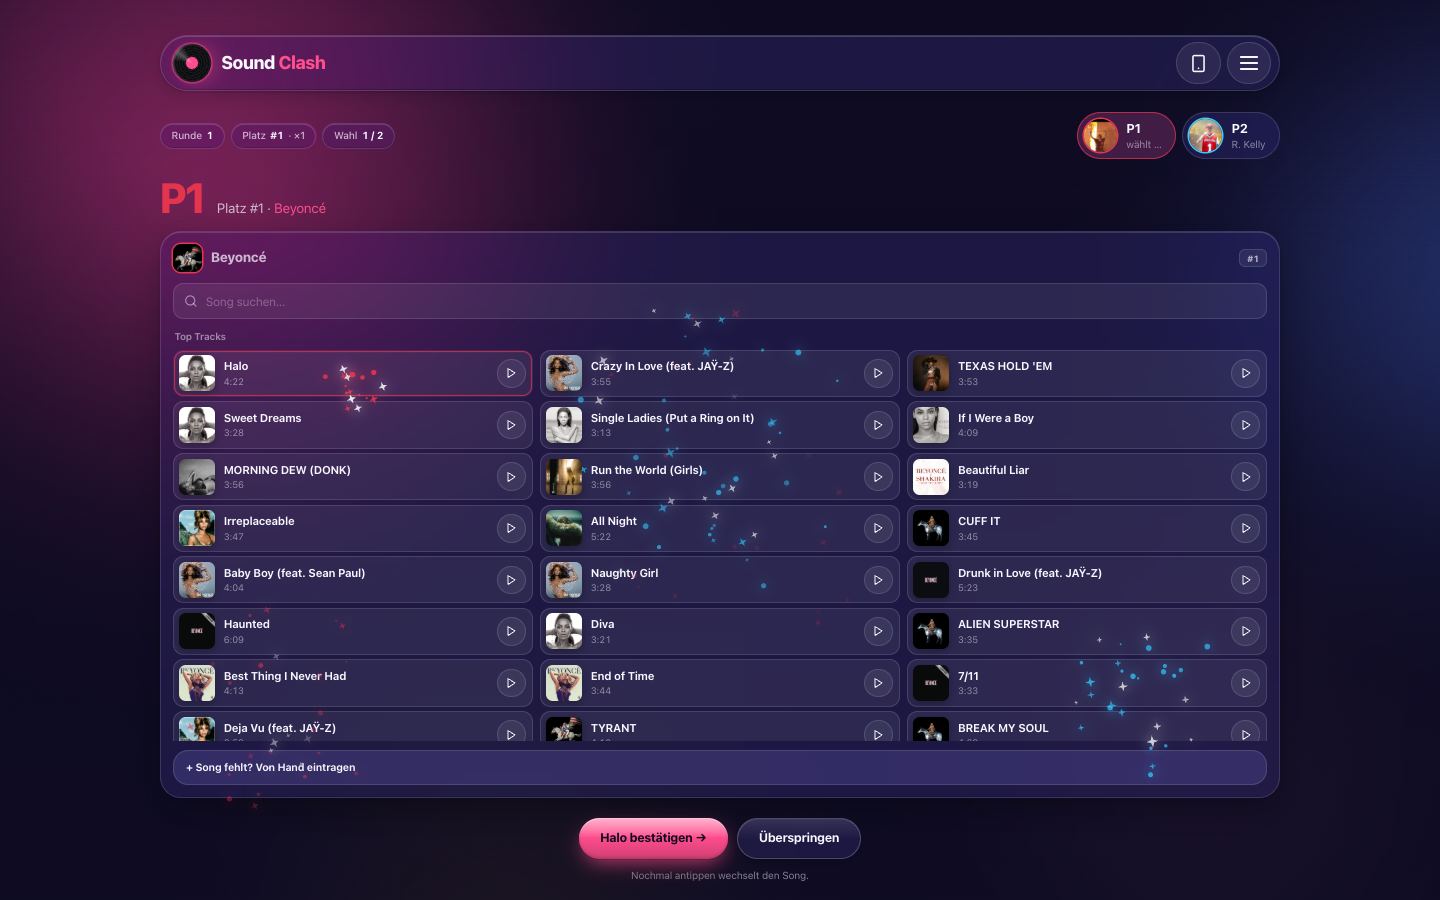 Sound Clash
Runde 1
Platz #1 · ×1
Wahl 1 / 2
P1
wählt ...
P2
R. Kelly
P1 Platz #1 · Beyoncé
Beyoncé
#1
Song suchen...
Top Tracks
Halo
4:22
Crazy In Love (feat. JAŸ-Z)
3:55
TEXAS HOLD 'EM
3:53
Sweet Dreams
3:28
Single Ladies (Put a Ring on It)
3:13
If I Were a Boy
4:09
MORNING DEW (DONK)
3:56
Run the World (Girls)
3:56
BEYONCÉ
SHAKIRA
Beautiful Liar
3:19
Irreplaceable
3:47
All Night
5:22
CUFF IT
3:45
Baby Boy (feat. Sean Paul)
4:04
Naughty Girl
3:28
Drunk in Love (feat. JAŸ-Z)
5:23
Haunted
6:09
Diva
3:21
ALIEN SUPERSTAR
3:35
Best Thing I Never Had
4:13
End of Time
3:44
7/11
3:33
Deja Vu (feat. JAŸ-Z)
TYRANT
BREAK MY SOUL
+ Song fehlt? Von Hand eintragen
Halo bestätigen →
Überspringen
Nochmal antippen wechselt den Song.